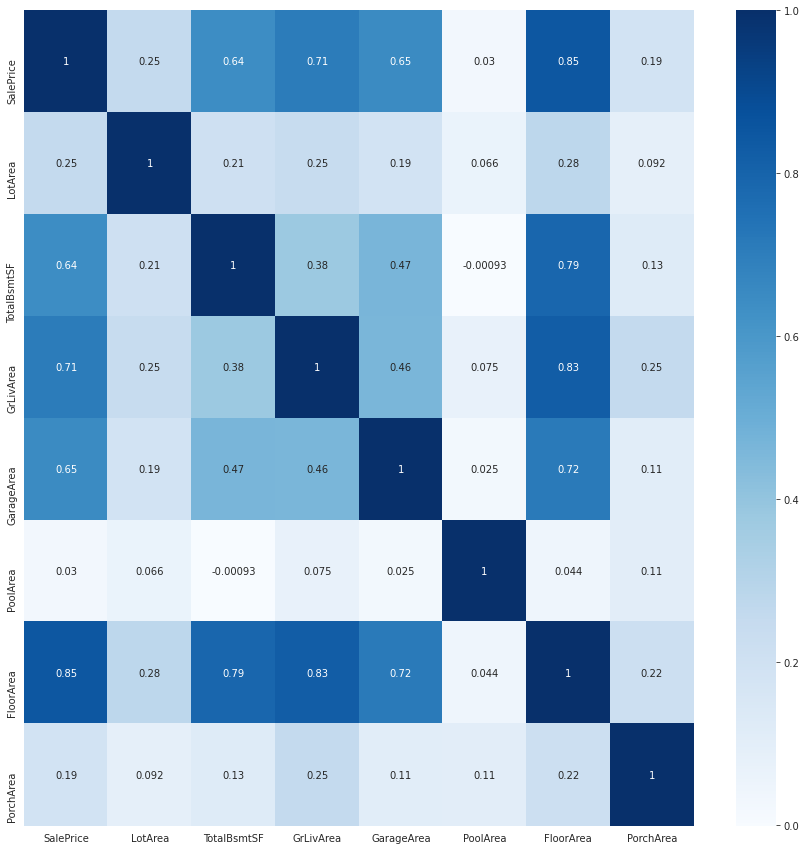 SalePrice 1 0.25 0.64 0.71 0.65 0.03 0.85 0.19
LotArea 0.25 1 0.21 0.25 0.19 0.066 0.28 0.092
TotalBsmtSF 0.64 0.21 1 0.38 0.47 -0.00093 0.79 0.13
GrLivArea 0.71 0.25 0.38 1 0.46 0.075 0.83 0.25
GarageArea 0.65 0.19 0.47 0.46 1 0.025 0.72 0.11
PoolArea 0.03 0.066 -0.00093 0.075 0.025 1 0.044 0.11
FloorArea 0.85 0.28 0.79 0.83 0.72 0.044 1 0.22
PorchArea 0.19 0.092 0.13 0.25 0.11 0.11 0.22 1
SalePrice LotArea TotalBsmtSF GrLivArea GarageArea PoolArea FloorArea PorchArea
1.0
0.8
0.6
0.4
0.2
0.0